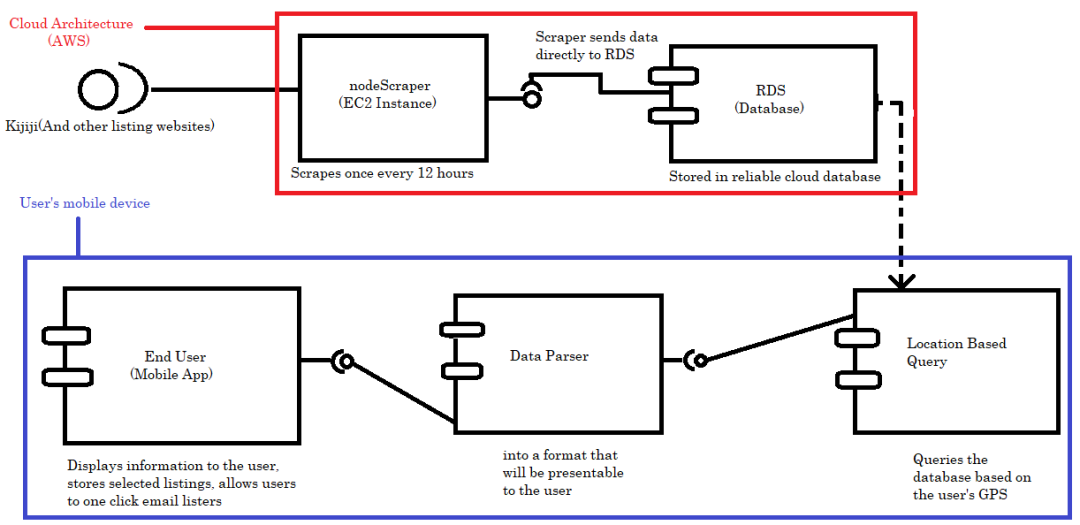 Cloud Architecture
(AWS)
Scraper sends data
directly to RDS
nodeScraper
(EC2 Instance)
RDS
(Database)
Kijiji(And other listing websites)
Scrapes once every 12 hours
Stored in reliable cloud database
User's mobile device
End User
(Mobile App)
Data Parser
Location Based
Query
Displays information to the user,
stores selected listings, allows users
to one click email listers
into a format that
will be presentable
to the user
Queries the
database based on
the user's GPS